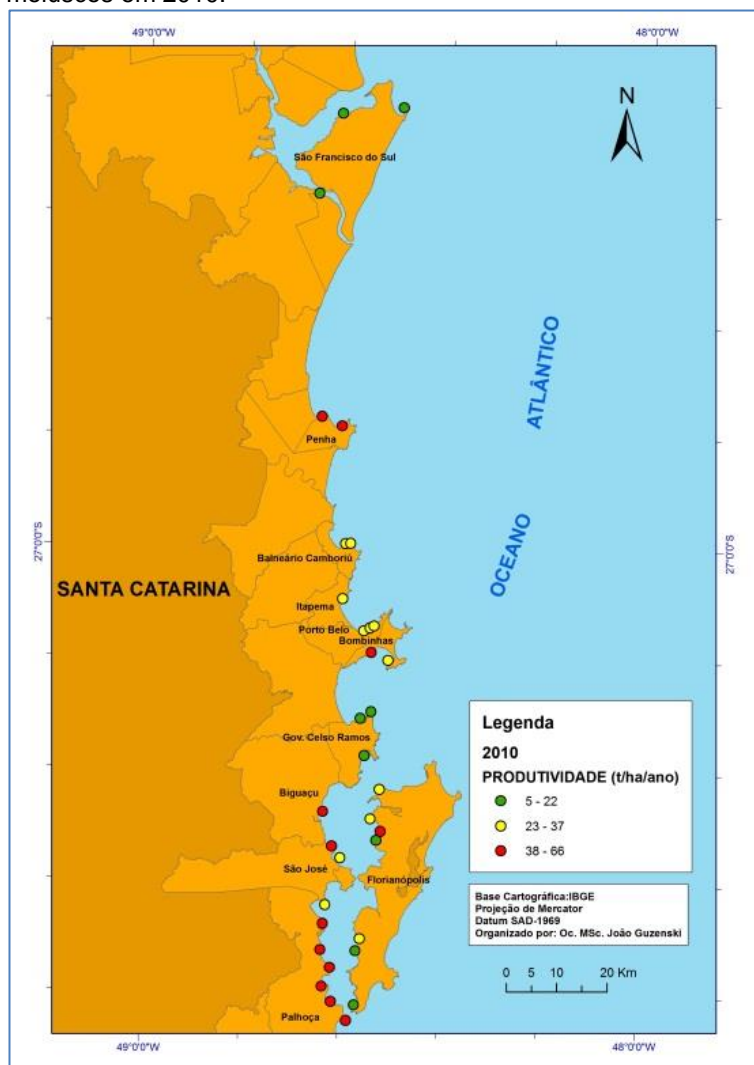 moluscos em 2010.
49°0'0"W 48°0'0"W
N
São Francisco do Sul
ATLÂNTICO
OCEANO
Penha
27°0'0"S 27°0'0"S
Balneário Camboriú
SANTA CATARINA
Itapema
Porto Belo
Bombinhas
Gov. Celso Ramos
Biguaçu
São José
Florianópolis
Palhoça
Legenda
2010
PRODUTIVIDADE (t/ha/ano)
5 - 22
23 - 37
38 - 66
Base Cartográfica:IBGE
Projeção de Mercator
Datum SAD-1969
Organizado por: Oc. MSc. João Guzenski
0 5 10 20 Km
49°0'0"W 48°0'0"W